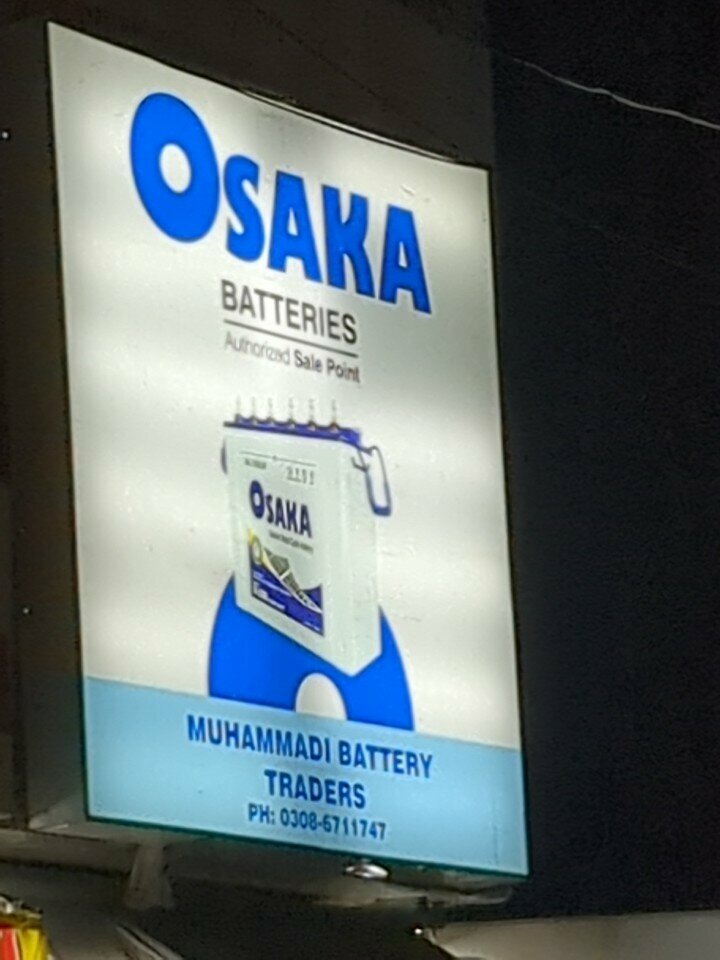 OSAKA
BATTERIES
Authorized Sale Point
OSAKA
MUHAMMADI BATTERY
TRADERS
PH: 0308-6711747